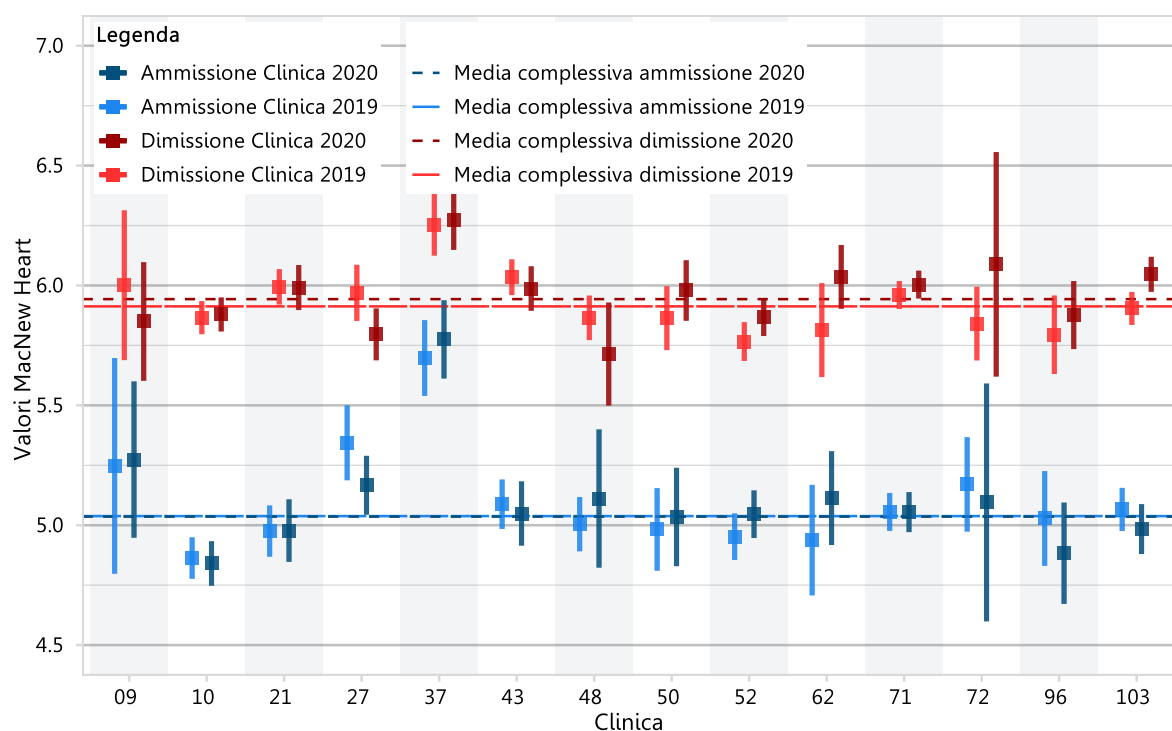 Legenda
Ammissione Clinica 2020
Ammissione Clinica 2019
Dimissione Clinica 2020
Dimissione Clinica 2019
Media complessiva ammissione 2020
Media complessiva ammissione 2019
Media complessiva dimissione 2020
Media complessiva dimissione 2019
Valori MacNew Heart
7.0
6.5
6.0
5.5
5.0
4.5
09 10 21 27 37 43 48 50 52 62 71 72 96 103
Clinica